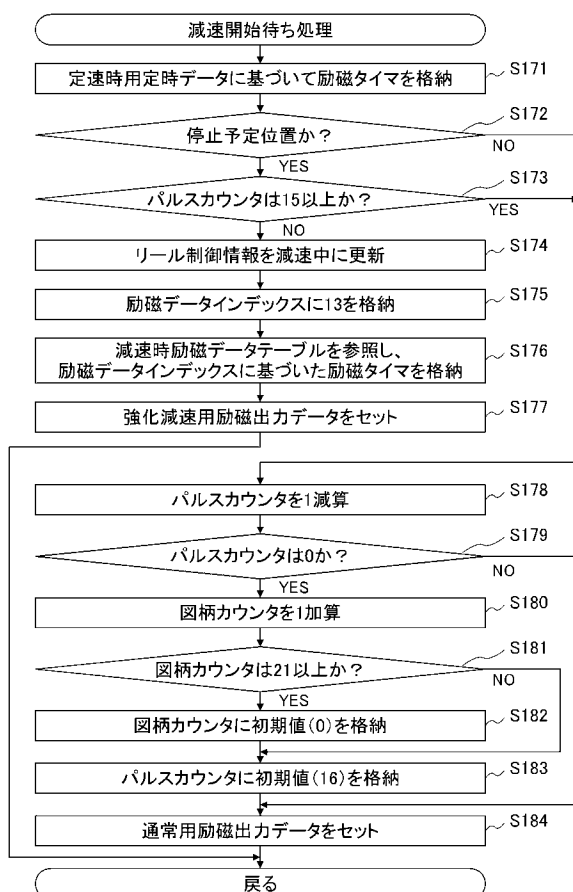 減速開始待ち処理
定速時用定時データに基づいて励磁タイマを格納
S171
停止予定位置か?
S172
NO
YES
パルスカウンタは15以上か?
S173
YES
NO
リール制御情報を減速中に更新
S174
励磁データインデックスに13を格納
S175
減速時励磁データテーブルを参照し、
励磁データインデックスに基づいた励磁タイマを格納
S176
強化減速用励磁出力データをセット
S177
パルスカウンタを1減算
S178
パルスカウンタは0か?
S179
NO
YES
図柄カウンタを1加算
S180
図柄カウンタは21以上か?
S181
NO
YES
図柄カウンタに初期値(0)を格納
S182
パルスカウンタに初期値(16)を格納
S183
通常用励磁出力データをセット
S184
戻る